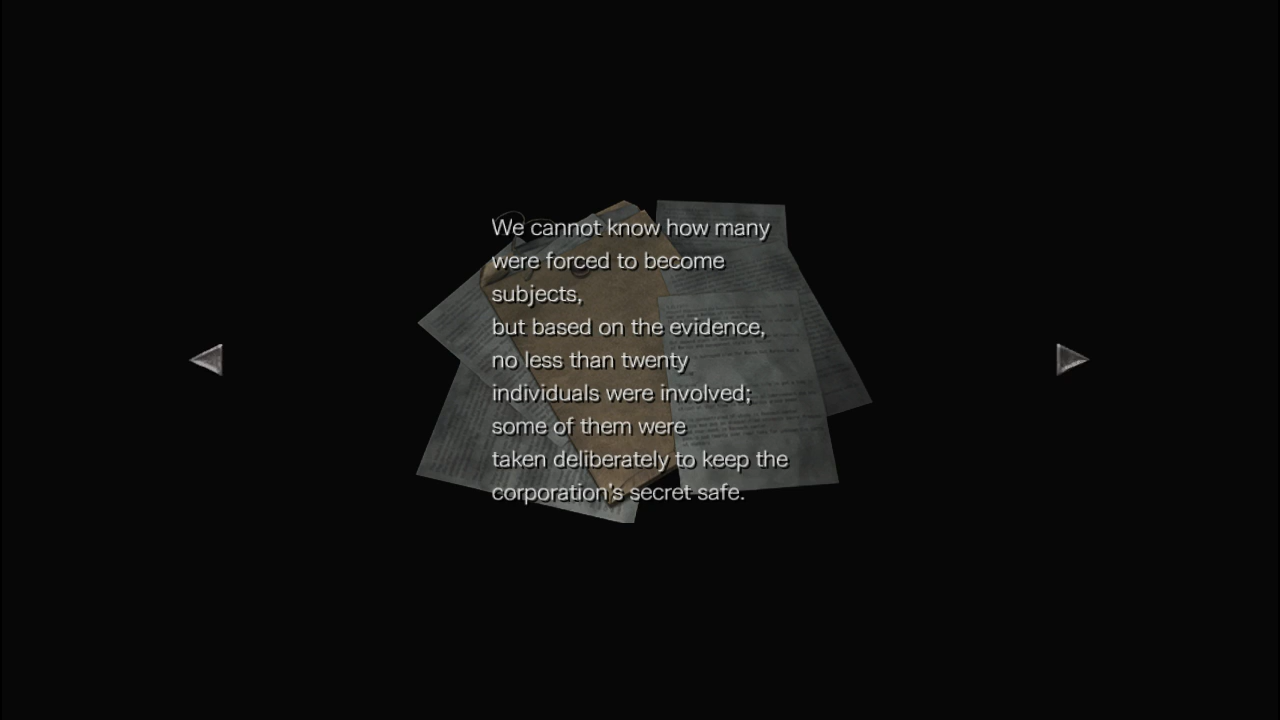 We cannot know how many
were forced to become
subjects,
but based on the evidence,
no less than twenty
individuals were involved;
some of them were
taken deliberately to keep the
corporation's secret safe.